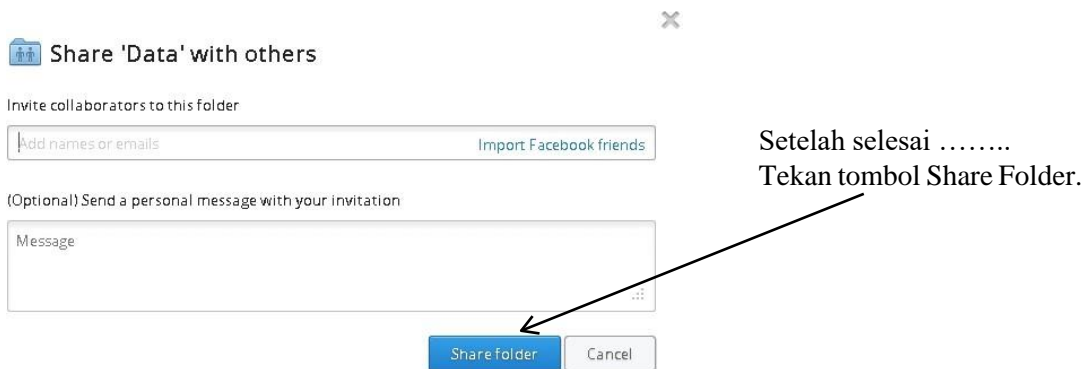 Share 'Data' with others
Invite collaborators to this folder
Add names or emails Import Facebook friends
(Optional) Send a personal message with your invitation
Message
Share folder Cancel
Setelah selesai ……..
Tekan tombol Share Folder.